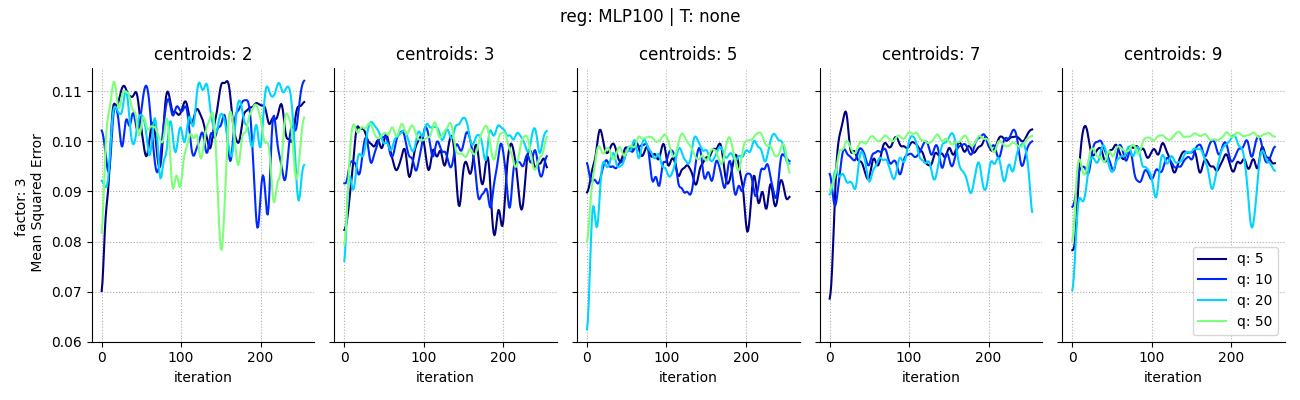 reg: MLP100 | T: none
centroids: 2
centroids: 3
centroids: 5
centroids: 7
centroids: 9
factor: 3
Mean Squared Error
0.11
0.10
0.09
0.08
0.07
0.06
0
100
200
0
100
200
0
100
200
0
100
200
0
100
200
iteration
iteration
iteration
iteration
iteration
q: 5
q: 10
q: 20
q: 50